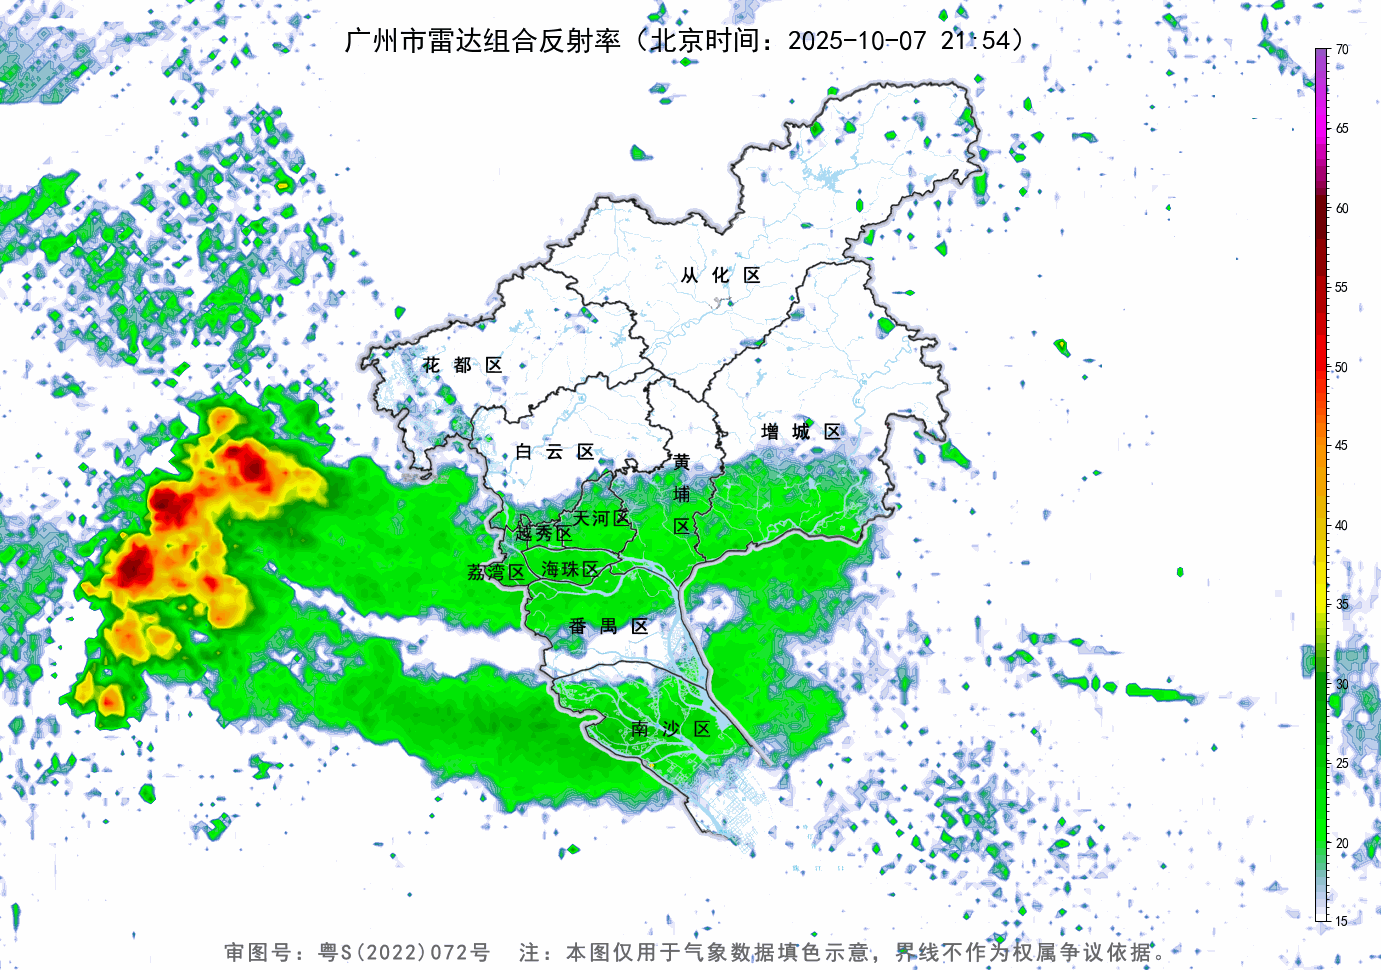 广州市雷达组合反射率（北京时间：2025-10-07 21:54）
70
65
60
55
50
45
40
35
30
25
20
15
从化区
花都区
增城区
白云区
黄埔区
天河区
越秀区
海珠区
荔湾区
番禺区
南沙区
审图号：粤S(2022)072号 注：本图仅用于气象数据填色示意，界线不作为权属争议依据。